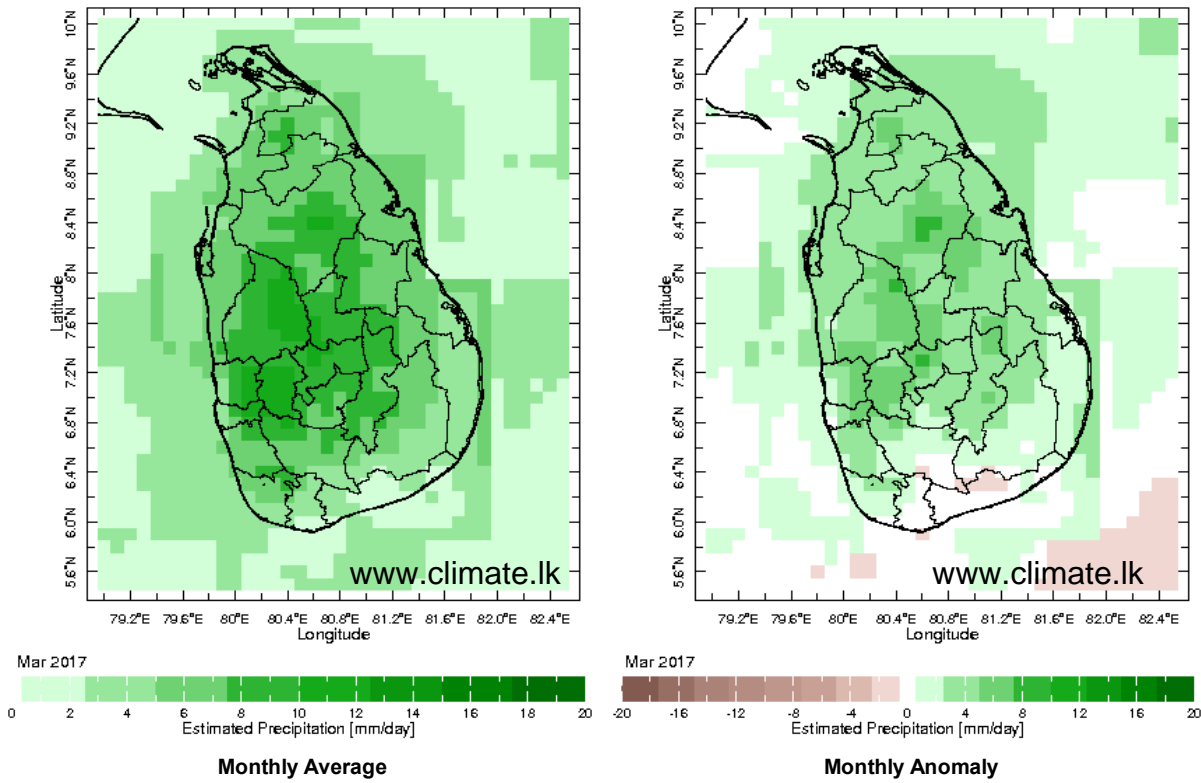 10°N
9.6°N
9.2°N
8.8°N
8.4°N
8°N
7.6°N
7.2°N
6.8°N
6.4°N
6.0°N
5.6°N
Latitude
www.climate.lk
79.2°E 79.6°E 80°E 80.4°E 80.8°E 81.2°E 81.6°E 82.0°E 82.4°E
Longitude
Mar 2017
0 2 4 6 8 10 12 14 16 18 20
Estimated Precipitation [mm/day]
Monthly Average
10°N
9.6°N
9.2°N
8.8°N
8.4°N
8°N
7.6°N
7.2°N
6.8°N
6.4°N
6.0°N
5.6°N
Latitude
www.climate.lk
79.2°E 79.6°E 80°E 80.4°E 80.8°E 81.2°E 81.6°E 82.0°E 82.4°E
Longitude
Mar 2017
-20 -16 -12 -8 -4 0 4 8 12 16 20
Estimated Precipitation [mm/day]
Monthly Anomaly